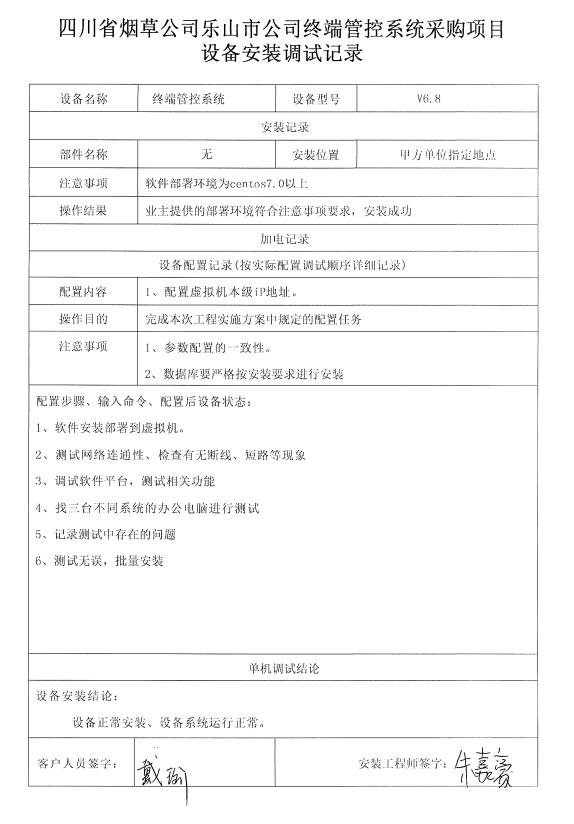 四川省烟草公司乐山市公司终端管控系统采购项目
设备安装调试记录
设备名称 终端管控系统 设备型号 V6.8
安装记录
部件名称 无 安装位置 甲方单位指定地点
注意事项 软件部署环境为centos7.0以上
操作结果 业主提供的部署环境符合注意事项要求，安装成功
加电记录
设备配置记录(按实际配置调试顺序详细记录)
配置内容 1、配置虚拟机本级iP地址。
操作目的 完成本次工程实施方案中规定的配置任务
注意事项 1、参数配置的一致性。
2、数据库要严格按安装要求进行安装
配置步骤、输入命令、配置后设备状态：
1、软件安装部署到虚拟机。
2、测试网络连通性、检查有无断线、短路等现象
3、调试软件平台，测试相关功能
4、找三台不同系统的办公电脑进行测试
5、记录测试中存在的问题
6、测试无误，批量安装
单机调试结论
设备安装结论：
设备正常安装、设备系统运行正常。
客户人员签字： 戴 安装工程师签字： 朱嘉豪